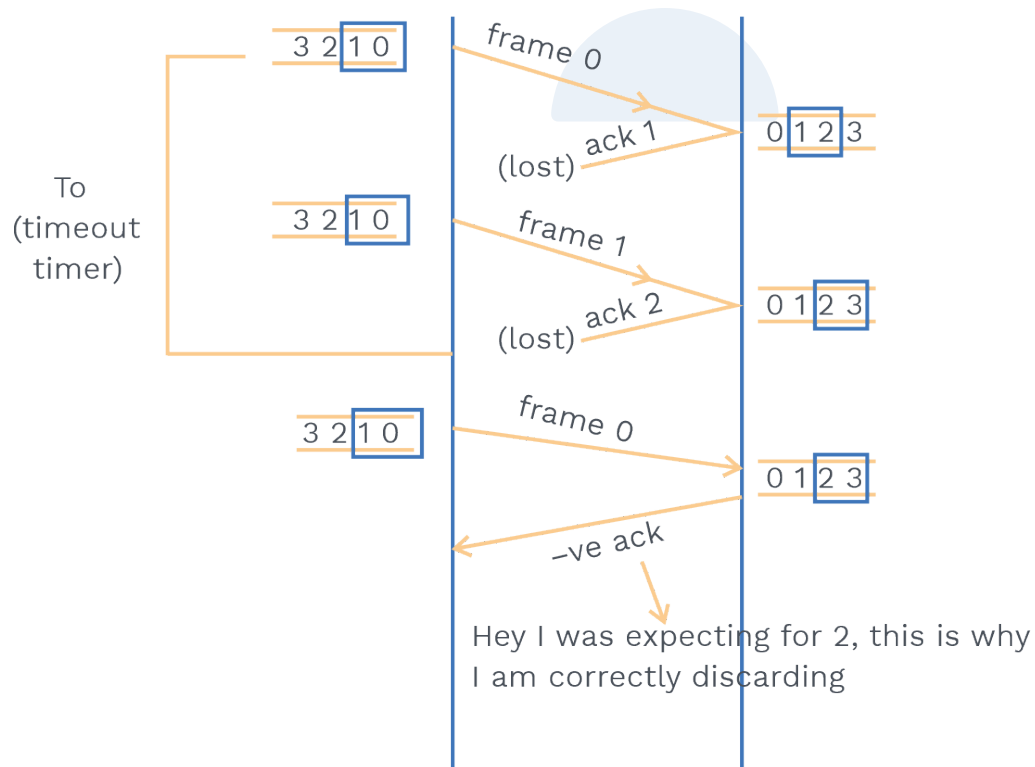 3 2 1 0
frame 0
ack 1
(lost)
0 1 2 3
To
(timeout
timer)
3 2 1 0
frame 1
ack 2
(lost)
0 1 2 3
3 2 1 0
frame 0
0 1 2 3
–ve ack
Hey I was expecting for 2, this is why
I am correctly discarding